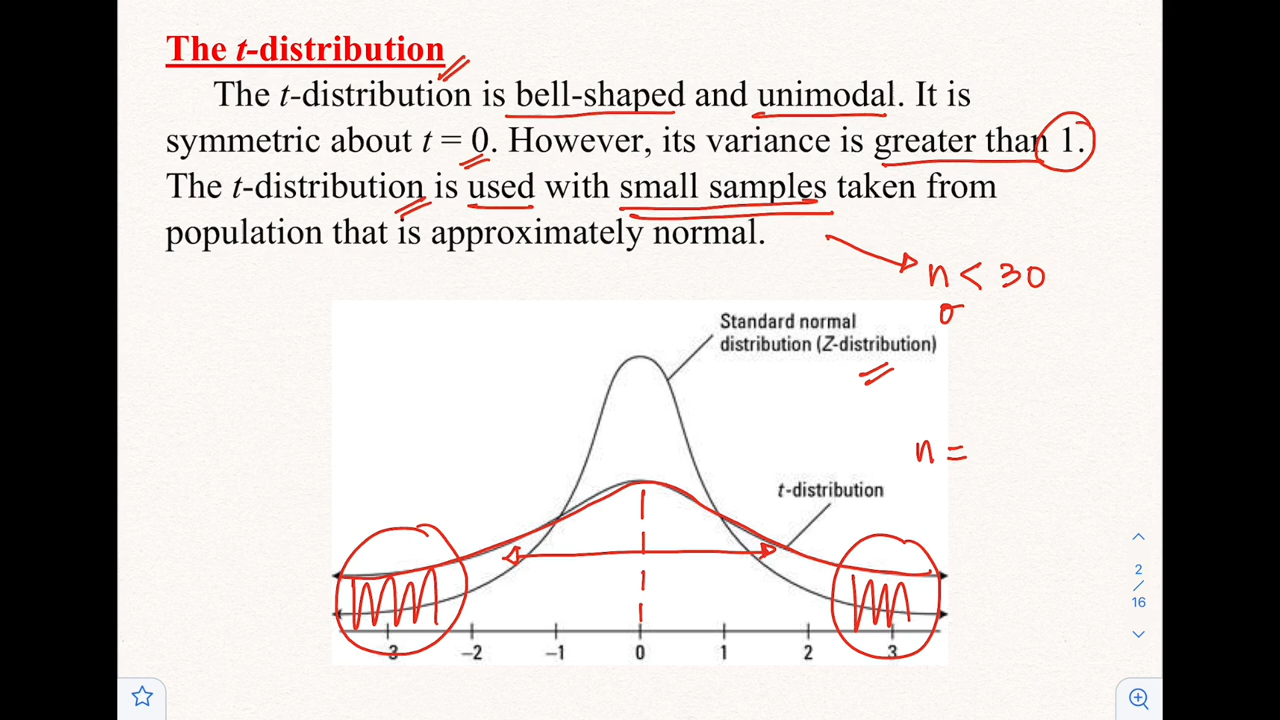 The t-distribution
The t-distribution is bell-shaped and unimodal. It is
symmetric about t = 0. However, its variance is greater than 1.
The t-distribution is used with small samples taken from
population that is approximately normal.
n < 30
σ
Standard normal
distribution (Z-distribution)
n =
t-distribution
3 −2 −1 0 1 2 3
2
/
16